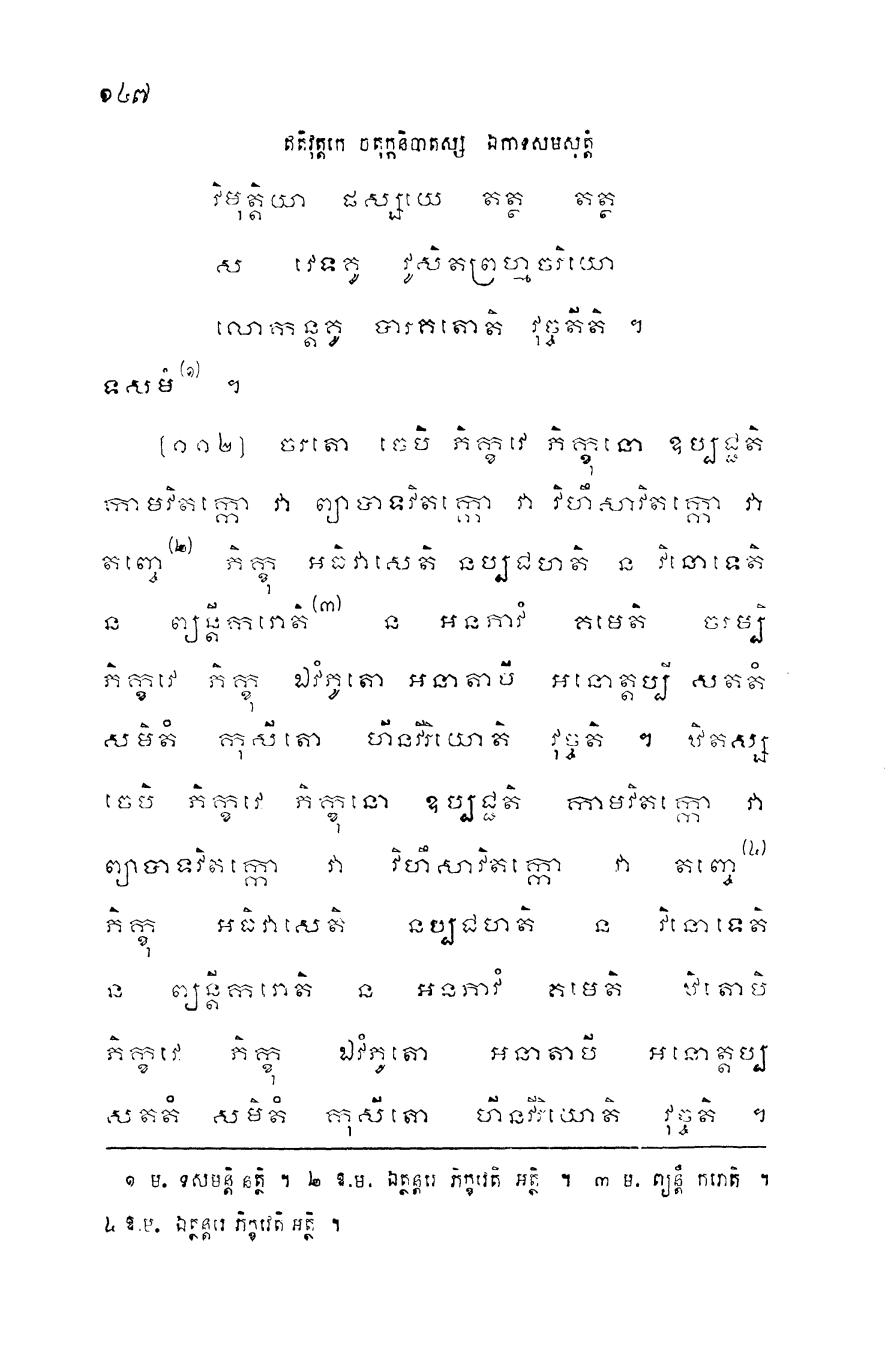 ១៤៧
ឥតិវុត្តកេ ចតុក្កនិបាតស្ស ឯកាទសមសុត្តំ
វិមុត្តិយា ផស្សយេ តត្ថ តត្ថ
ស វេទគូ វូសិតព្រហ្មចរិយោ
លោកន្តគូ បារគតោតិ វុច្ចតីតិ ។
ទសមំ (១) ។
[១១២] ចរតោ ចេបិ ភិក្ខវេ ភិក្ខុនោ ឧប្បជ្ជតិ
កាមវិតក្កោ វា ព្យាបាទវិតក្កោ វា វិហឹសាវិតក្កោ វា
តញ្ចេ (២) ភិក្ខុ អធិវាសេតិ នប្បជហាតិ ន វិនោទេតិ
ន ព្យន្តីករោតិ (៣) ន អនភាវំ គមេតិ ចរម្បិ
ភិក្ខវេ ភិក្ខុ ឯវំភូតោ អនាតាបី អនោត្តប្បី សតតំ
សមិតំ កុសីតោ ហីនវីរិយោតិ វុច្ចតិ ។ ឋិតស្ស
ចេបិ ភិក្ខវេ ភិក្ខុនោ ឧប្បជ្ជតិ កាមវិតក្កោ វា
ព្យាបាទវិតក្កោ វា វិហឹសាវិតក្កោ វា តញ្ចេ (៤)
ភិក្ខុ អធិវាសេតិ នប្បជហាតិ ន វិនោទេតិ
ន ព្យន្តីករោតិ ន អនភាវំ គមេតិ ឋិតោបិ
ភិក្ខវេ ភិក្ខុ ឯវំភូតោ អនាតាបី អនោត្តប្ប
សតតំ សមិតំ កុសីតោ ហីនវីរិយោតិ វុច្ចតិ ។
១ ម. ទសមន្តិ នត្ថិ ។ ២ ឱ.ម. ឯត្ថន្តរេ ភិក្ខវេតិ អត្ថិ ។ ៣ ម. ព្យន្តឹ ករោតិ ។
៤ ឱ.ម. ឯត្ថន្តរេ ភិក្ខវេតិ អត្ថិ ។